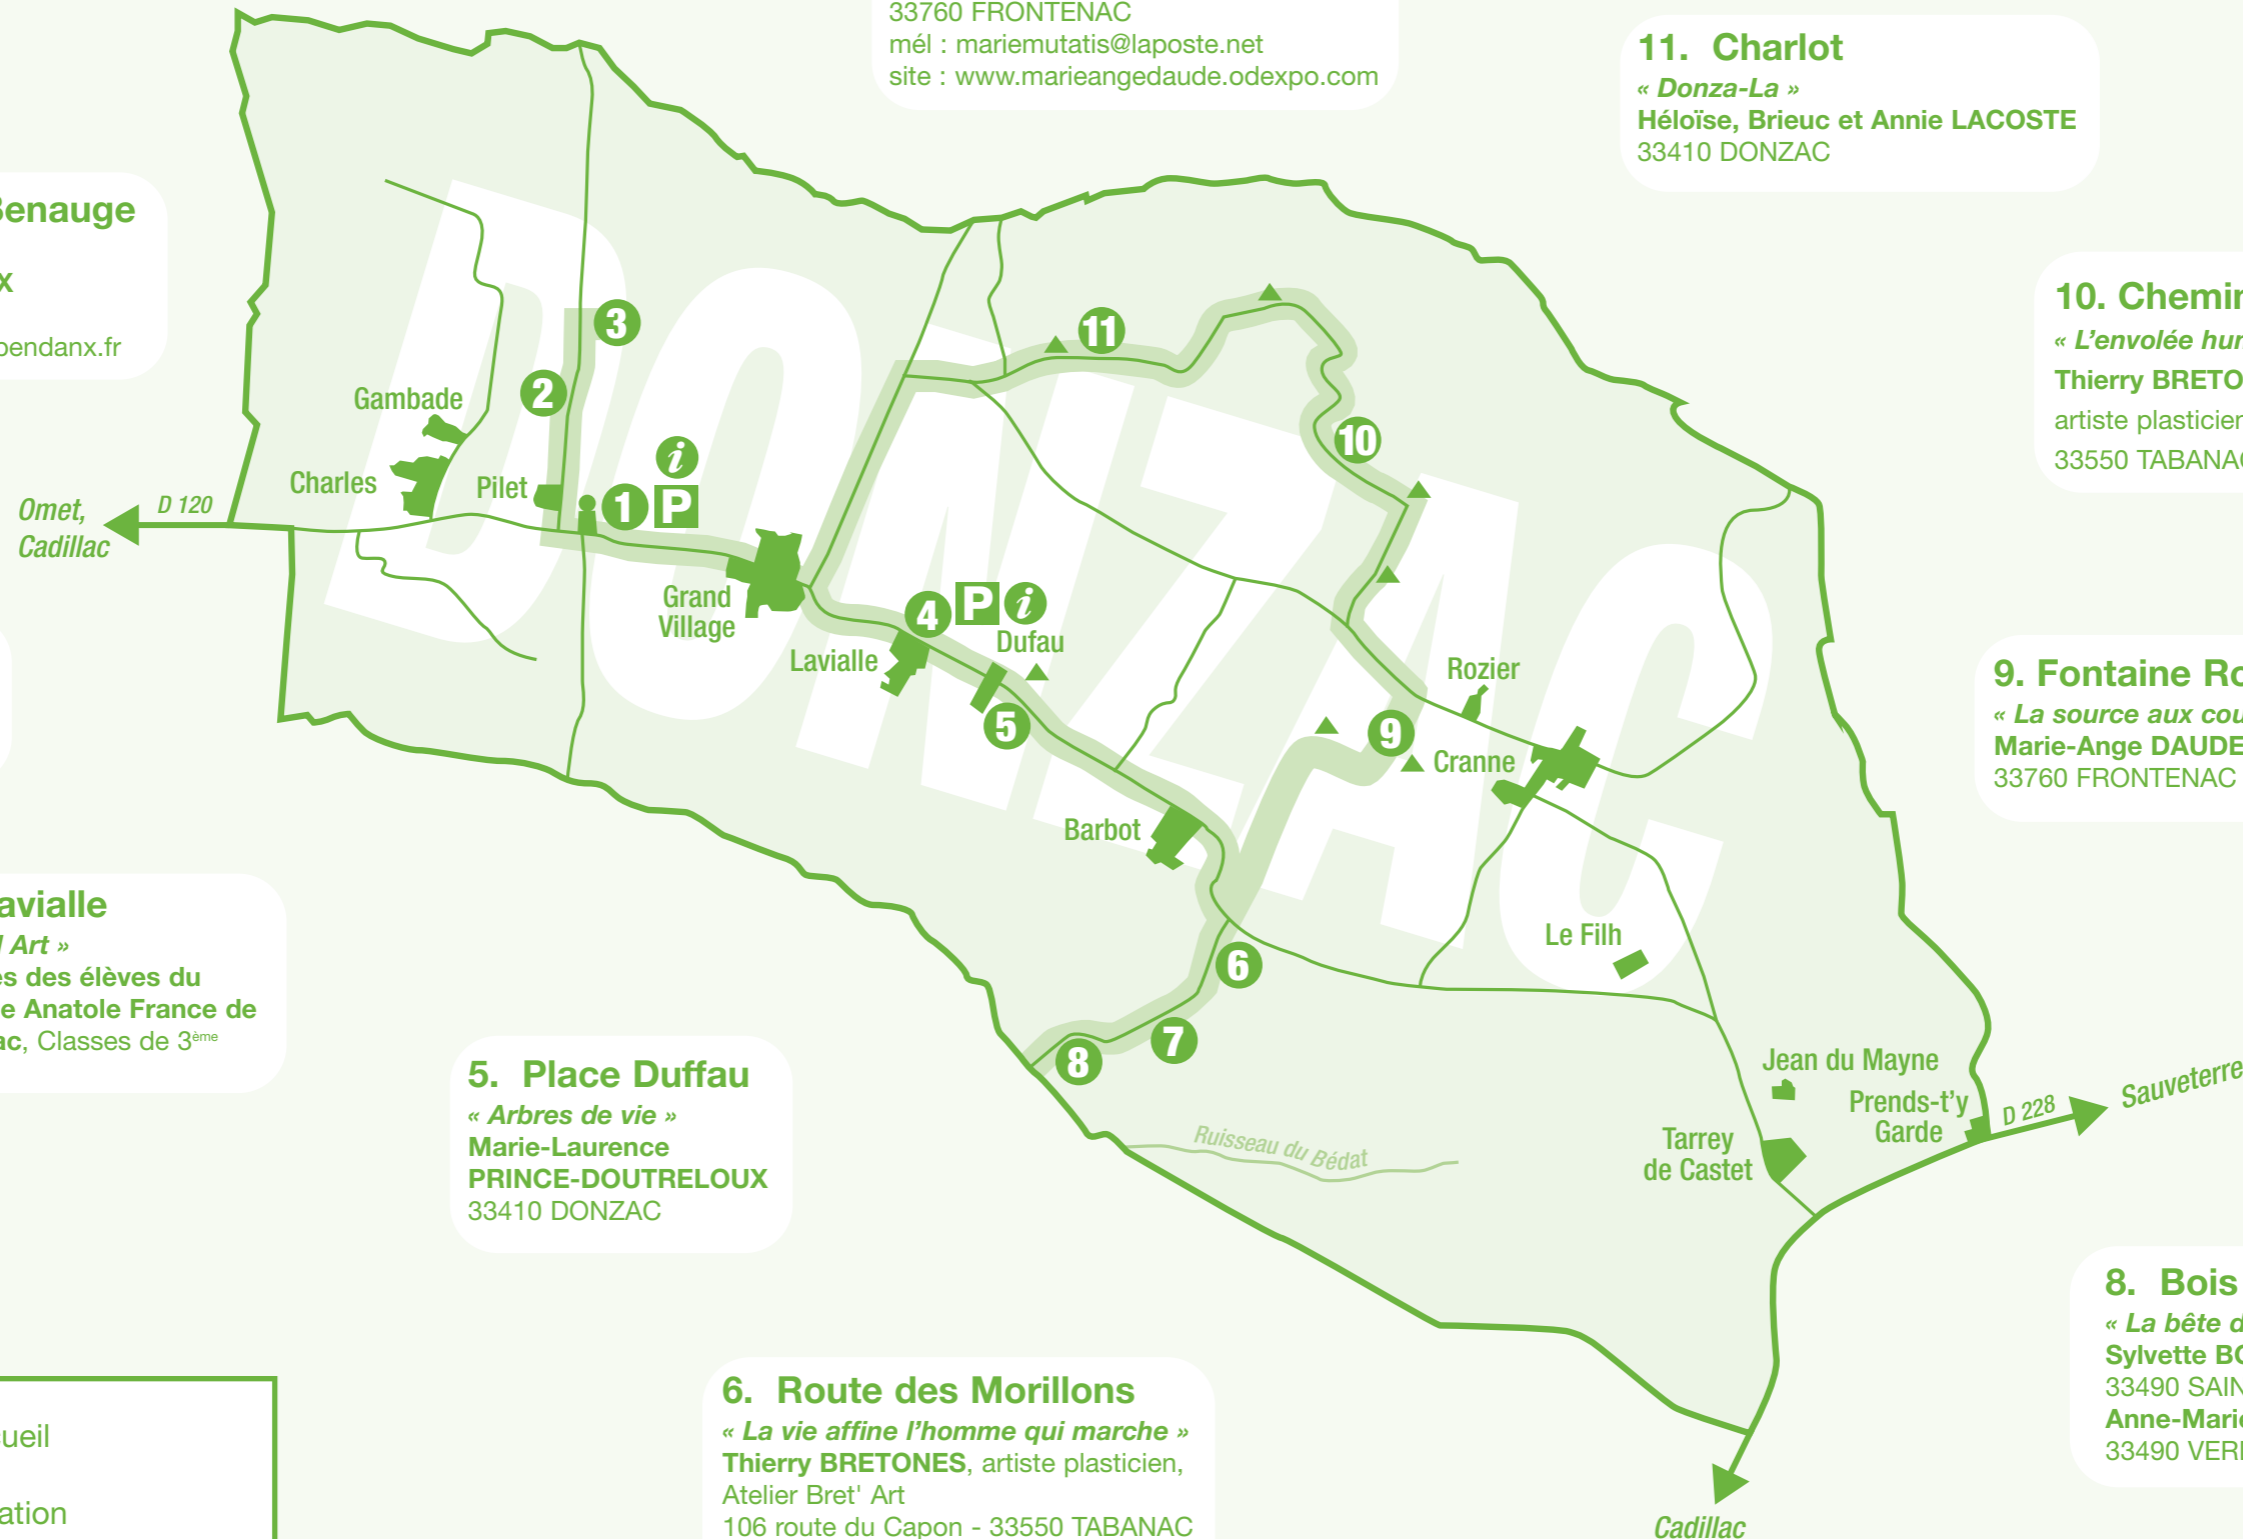 33760 FRONTENAC
mél : mariemutatis@laposte.net
site : www.marieangedaude.odexpo.com
11. Charlot
« Donza-La »
Héloïse, Brieuc et Annie LACOSTE
33410 DONZAC
Benauge
x
pendanx.fr
10. Chemin
« L'envolée hu
Thierry BRETO
artiste plasticien
33550 TABANAC
9. Fontaine Ro
« La source aux cou
Marie-Ange DAUDE
33760 FRONTENAC
8. Bois
« La bête d
Sylvette BO
33490 SAIN
Anne-Marie
33490 VER
avialle
l Art »
es des élèves du
e Anatole France de
ac, Classes de 3ème
5. Place Duffau
« Arbres de vie »
Marie-Laurence
PRINCE-DOUTRELOUX
33410 DONZAC
6. Route des Morillons
« La vie affine l'homme qui marche »
Thierry BRETONES, artiste plasticien,
Atelier Bret' Art
106 route du Capon - 33550 TABANAC
ueil
ation
DONZAC
Omet,
Cadillac
D 120
Gambade
Charles
Pilet
1
P
i
2
3
Grand
Village
Lavialle
4
P
i
Dufau
5
Barbot
6
7
8
9
10
11
Rozier
Cranne
Le Filh
Jean du Mayne
Prends-t'y
Garde
Tarrey
de Castet
Ruisseau du Bédat
D 228
Sauveterre
Cadillac